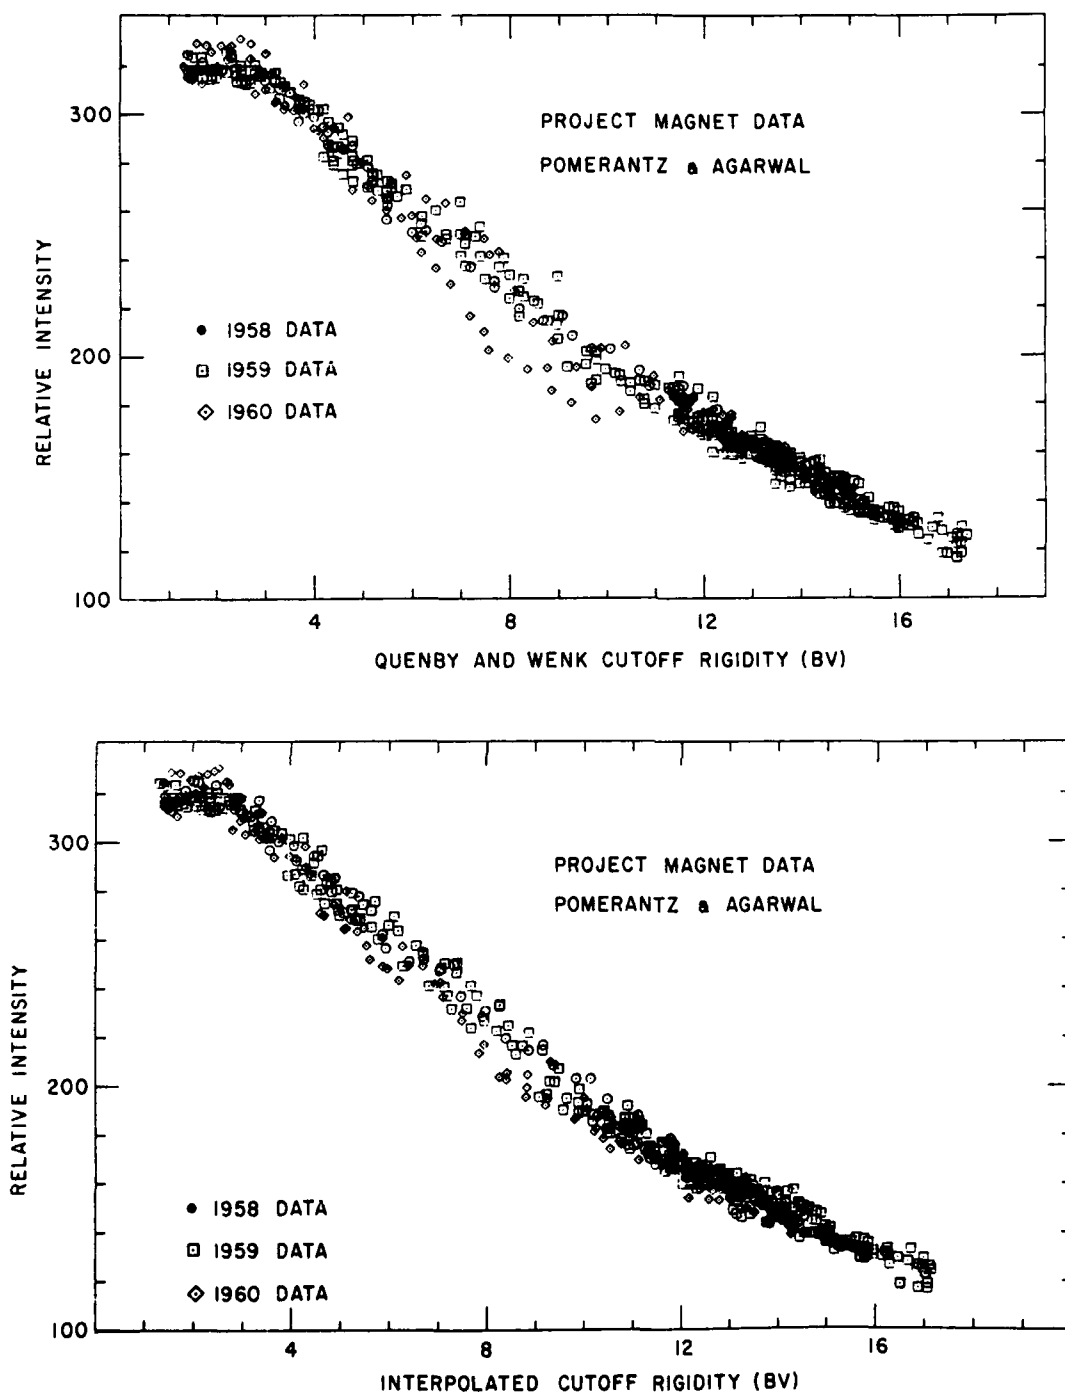 300
200
100
RELATIVE INTENSITY
PROJECT MAGNET DATA
POMERANTZ & AGARWAL
1958 DATA
1959 DATA
1960 DATA
4 8 12 16
QUENBY AND WENK CUTOFF RIGIDITY (BV)
300
200
100
RELATIVE INTENSITY
PROJECT MAGNET DATA
POMERANTZ & AGARWAL
1958 DATA
1959 DATA
1960 DATA
4 8 12 16
INTERPOLATED CUTOFF RIGIDITY (BV)